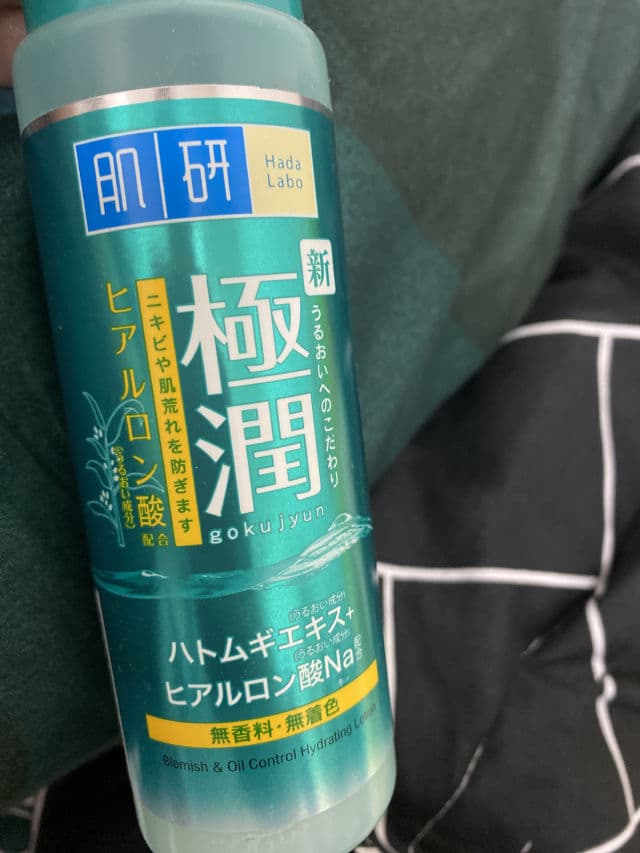 肌研
Hada
Labo
新
うるおいへのこだわり
極潤
gokujyun
ニキビや肌荒れを防ぎます
ヒアルロン酸配合
(うるおい成分)
(うるおい成分)
ハトムギエキス+
(うるおい成分)
ヒアルロン酸Na配合
無香料・無着色
Blemish & Oil Control Hydrating Lotion